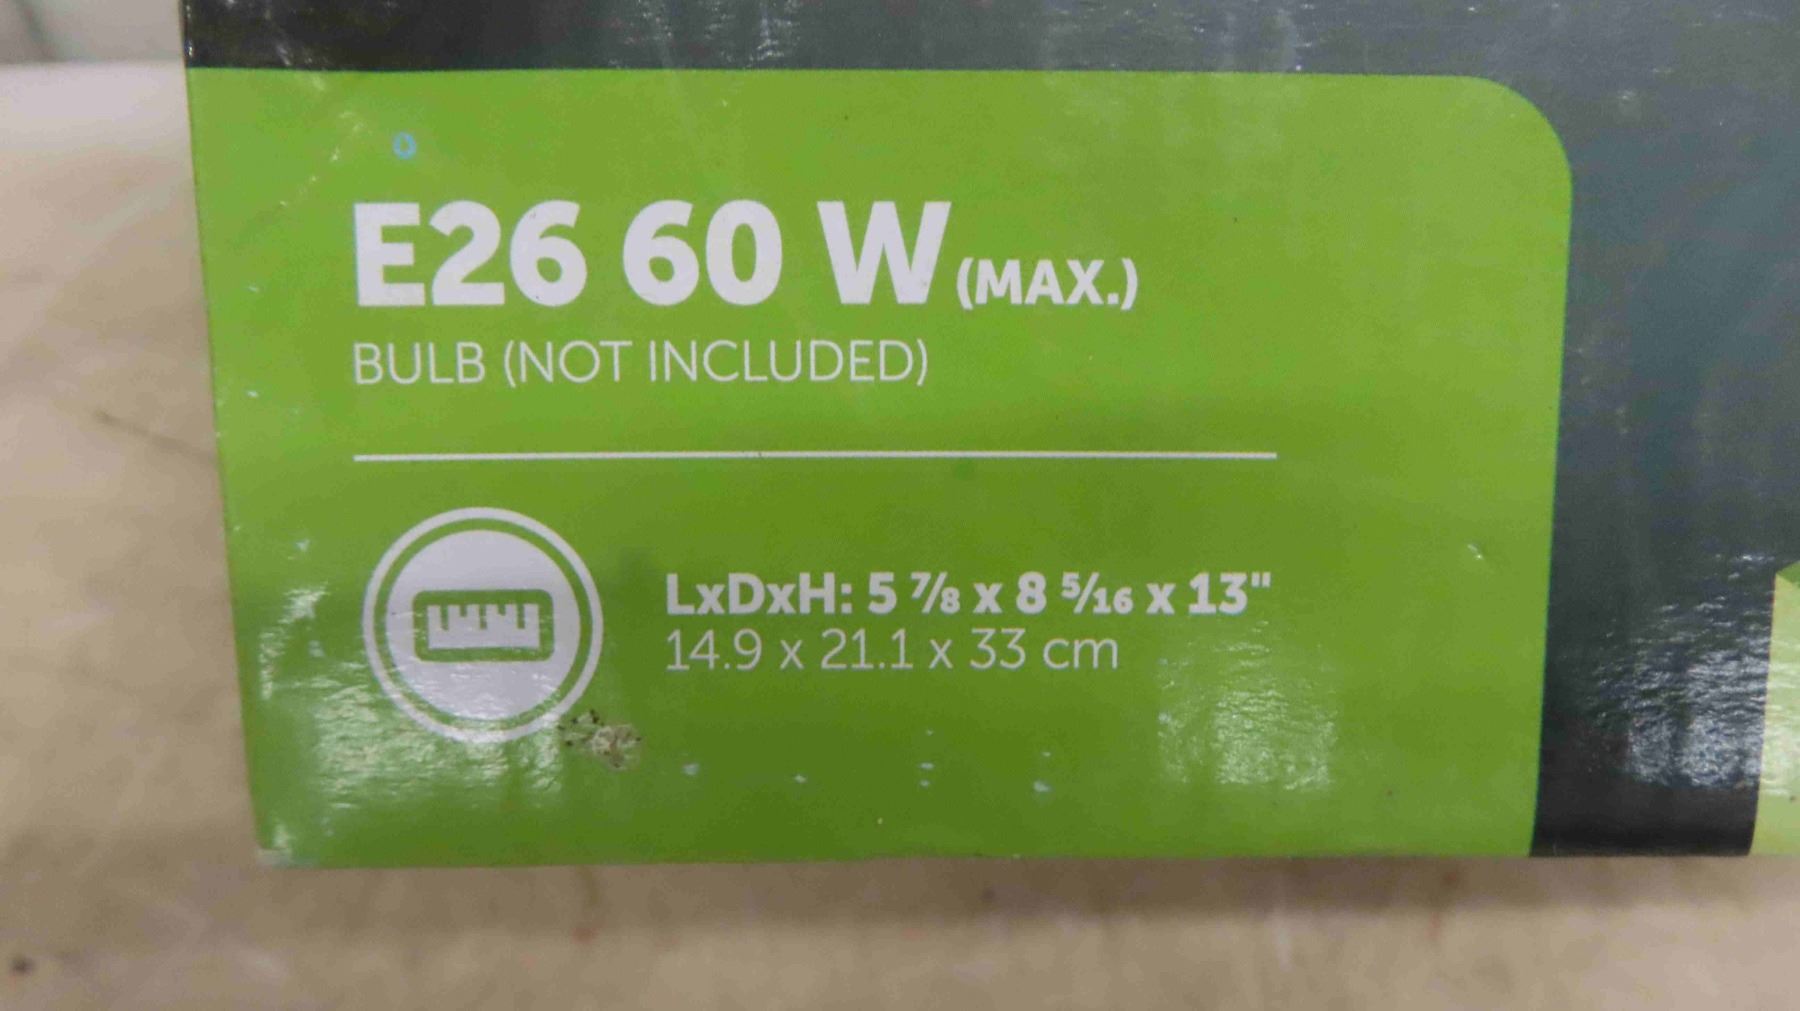 E26 60 W (MAX.)
BULB (NOT INCLUDED)
LxDxH: 5 ⅞ x 8 5/16 x 13"
14.9 x 21.1 x 33 cm